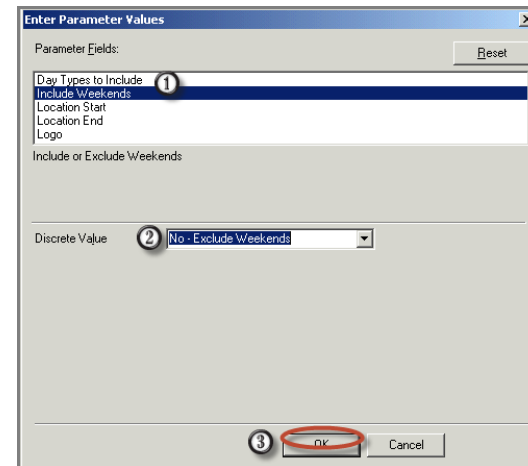 Enter Parameter Values
Parameter Fields:
Reset
Day Types to Include
1
Include Weekends
Location Start
Location End
Logo
Include or Exclude Weekends
Discrete Value 2 No - Exclude Weekends
3 OK Cancel